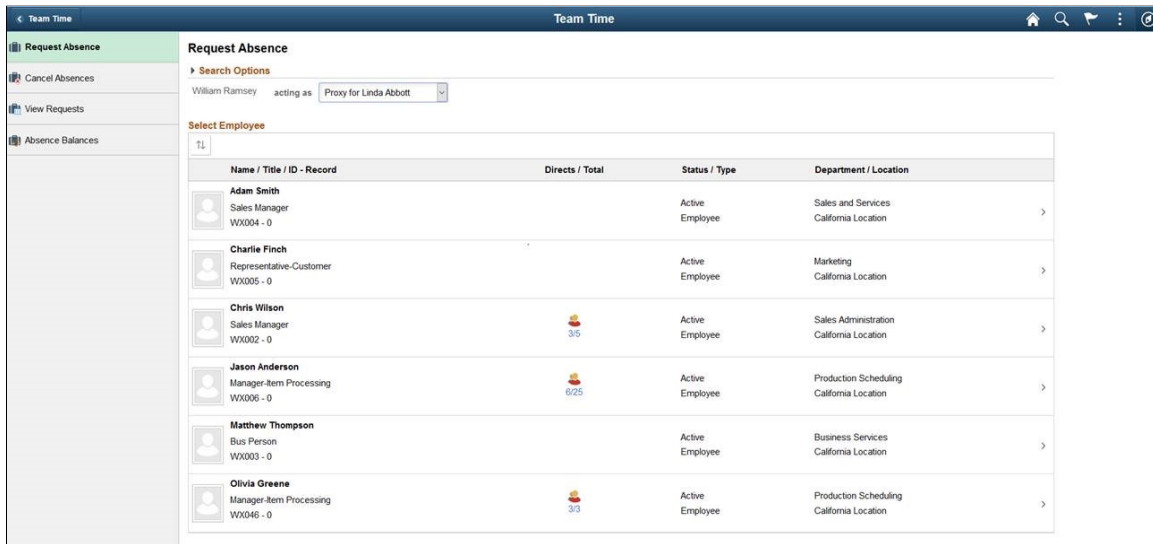 Team Time
Team Time
Request Absence
Cancel Absences
View Requests
Absence Balances
Request Absence
Search Options
William Ramsey acting as Proxy for Linda Abbott
Select Employee
Name / Title / ID - Record Directs / Total Status / Type Department / Location
Adam Smith
Sales Manager Active Sales and Services
WX004 - 0 Employee California Location
Charlie Finch
Representative-Customer Active Marketing
WX005 - 0 Employee California Location
Chris Wilson
Sales Manager Active Sales Administration
WX002 - 0 3/5 Employee California Location
Jason Anderson
Manager-Item Processing Active Production Scheduling
WX006 - 0 6/25 Employee California Location
Matthew Thompson
Bus Person Active Business Services
WX003 - 0 Employee California Location
Olivia Greene
Manager-Item Processing Active Production Scheduling
WX046 - 0 3/3 Employee California Location